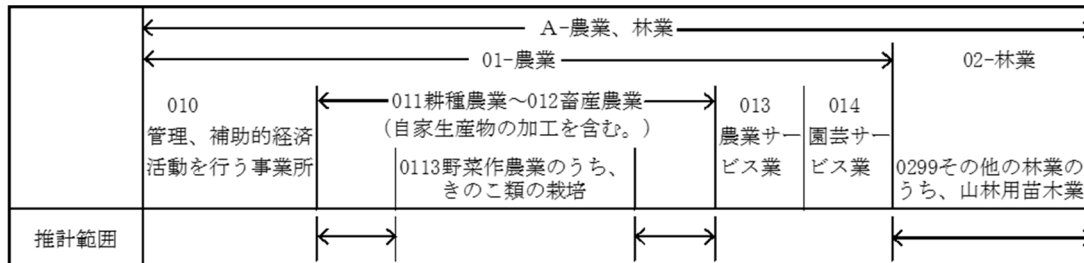 A-農業、林業
01-農業
02-林業
010
管理、補助的経済
活動を行う事業所
011耕種農業～012畜産農業
（自家生産物の加工を含む。）
0113野菜作農業のうち、
きのこ類の栽培
013
農業サー
ビス業
014
園芸サー
ビス業
0299その他の林業の
うち、山林用苗木業
推計範囲